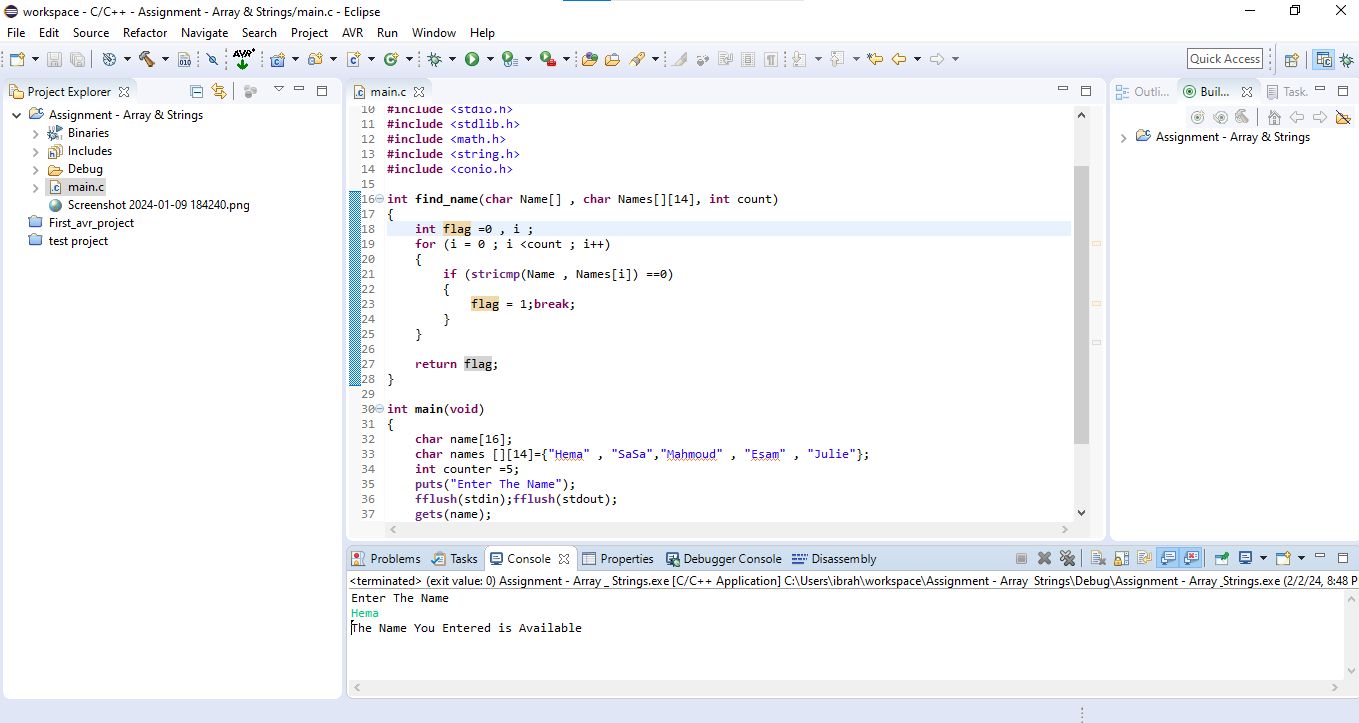 workspace - C/C++ - Assignment - Array & Strings/main.c - Eclipse
File Edit Source Refactor Navigate Search Project AVR Run Window Help
AVR
Quick Access
Project Explorer
Assignment - Array & Strings
Binaries
Includes
Debug
main.c
Screenshot 2024-01-09 184240.png
First_avr_project
test project
main.c
10 #include <stdio.h>
11 #include <stdlib.h>
12 #include <math.h>
13 #include <string.h>
14 #include <conio.h>
15
16 int find_name(char Name[] , char Names[][14], int count)
17 {
18 int flag =0 , i ;
19 for (i = 0 ; i <count ; i++)
20 {
21 if (stricmp(Name , Names[i]) ==0)
22 {
23 flag = 1;break;
24 }
25 }
26
27 return flag;
28 }
29
30 int main(void)
31 {
32 char name[16];
33 char names [][14]={"Hema" , "SaSa","Mahmoud" , "Esam" , "Julie"};
34 int counter =5;
35 puts("Enter The Name");
36 fflush(stdin);fflush(stdout);
37 gets(name);
Outli... Buil... Task.
Assignment - Array & Strings
Problems Tasks Console Properties Debugger Console Disassembly
<terminated> (exit value: 0) Assignment - Array _ Strings.exe [C/C++ Application] C:\Users\ibrah\workspace\Assignment - Array Strings\Debug\Assignment - Array _Strings.exe (2/2/24, 8:48 P
Enter The Name
Hema
The Name You Entered is Available